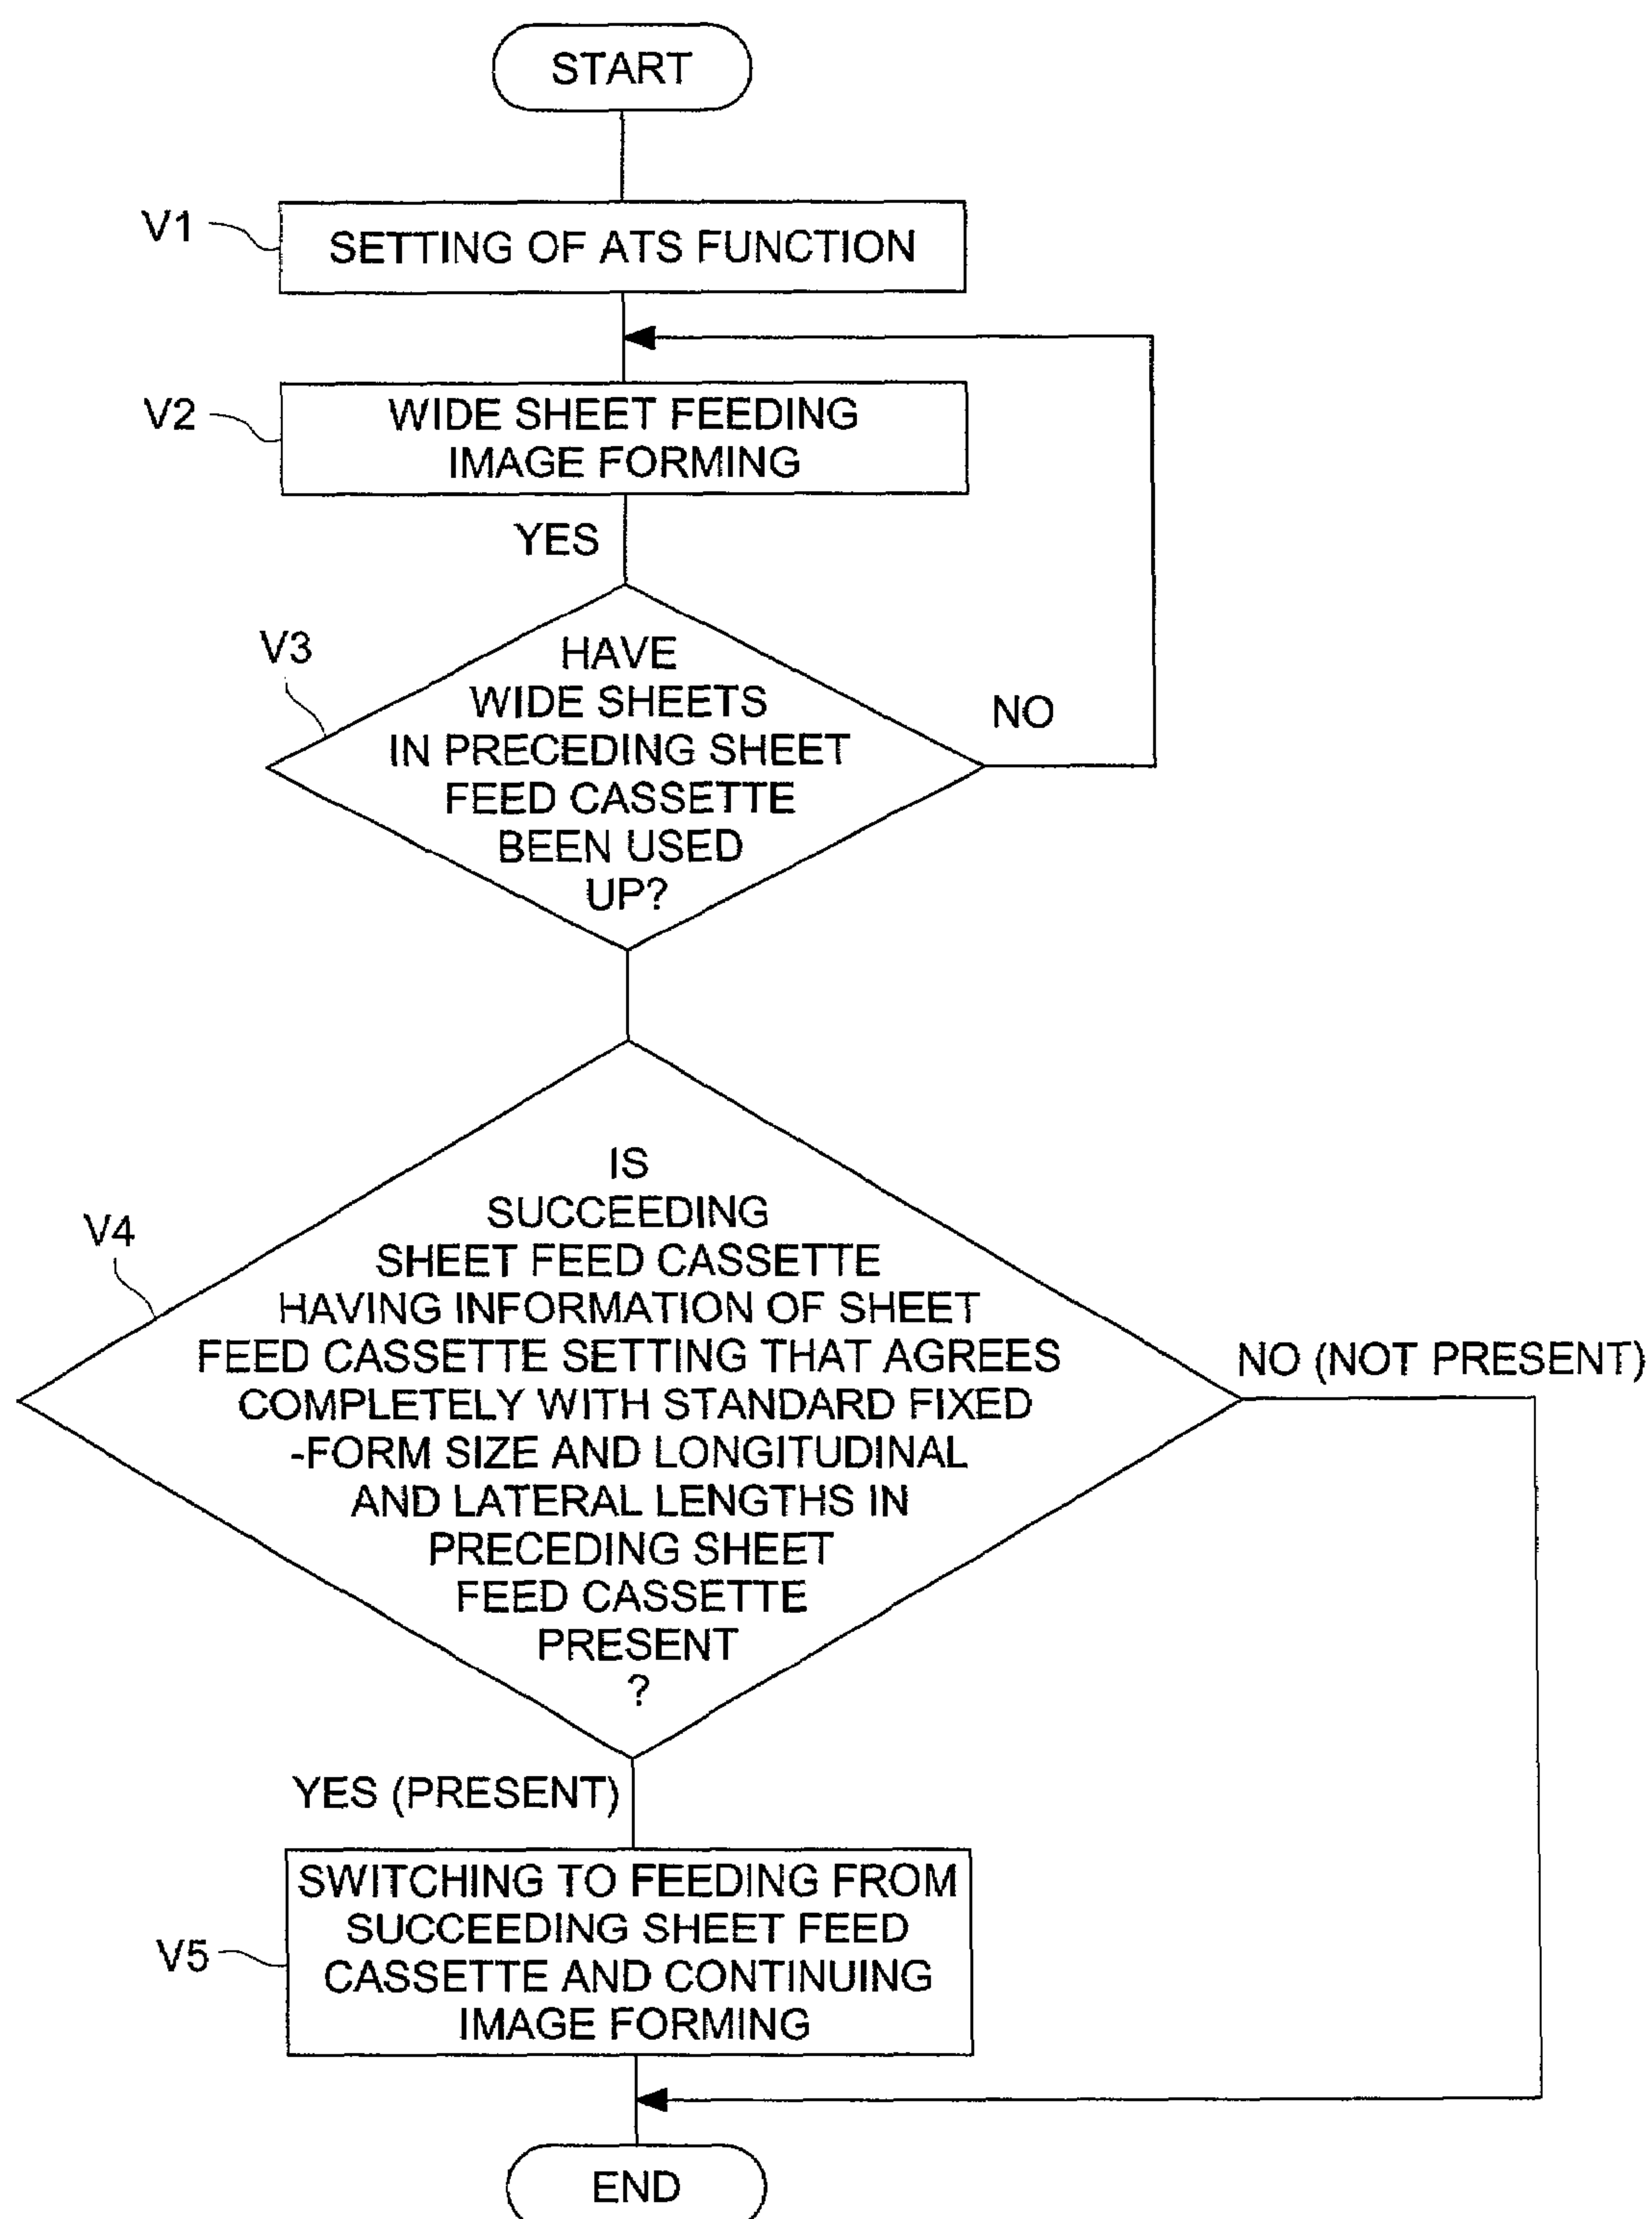 START
V1
SETTING OF ATS FUNCTION
V2
WIDE SHEET FEEDING
IMAGE FORMING
YES
V3
HAVE
WIDE SHEETS
IN PRECEDING SHEET
FEED CASSETTE
BEEN USED
UP?
NO
V4
IS
SUCCEEDING
SHEET FEED CASSETTE
HAVING INFORMATION OF SHEET
FEED CASSETTE SETTING THAT AGREES
COMPLETELY WITH STANDARD FIXED
-FORM SIZE AND LONGITUDINAL
AND LATERAL LENGTHS IN
PRECEDING SHEET
FEED CASSETTE
PRESENT
?
NO (NOT PRESENT)
YES (PRESENT)
V5
SWITCHING TO FEEDING FROM
SUCCEEDING SHEET FEED
CASSETTE AND CONTINUING
IMAGE FORMING
END